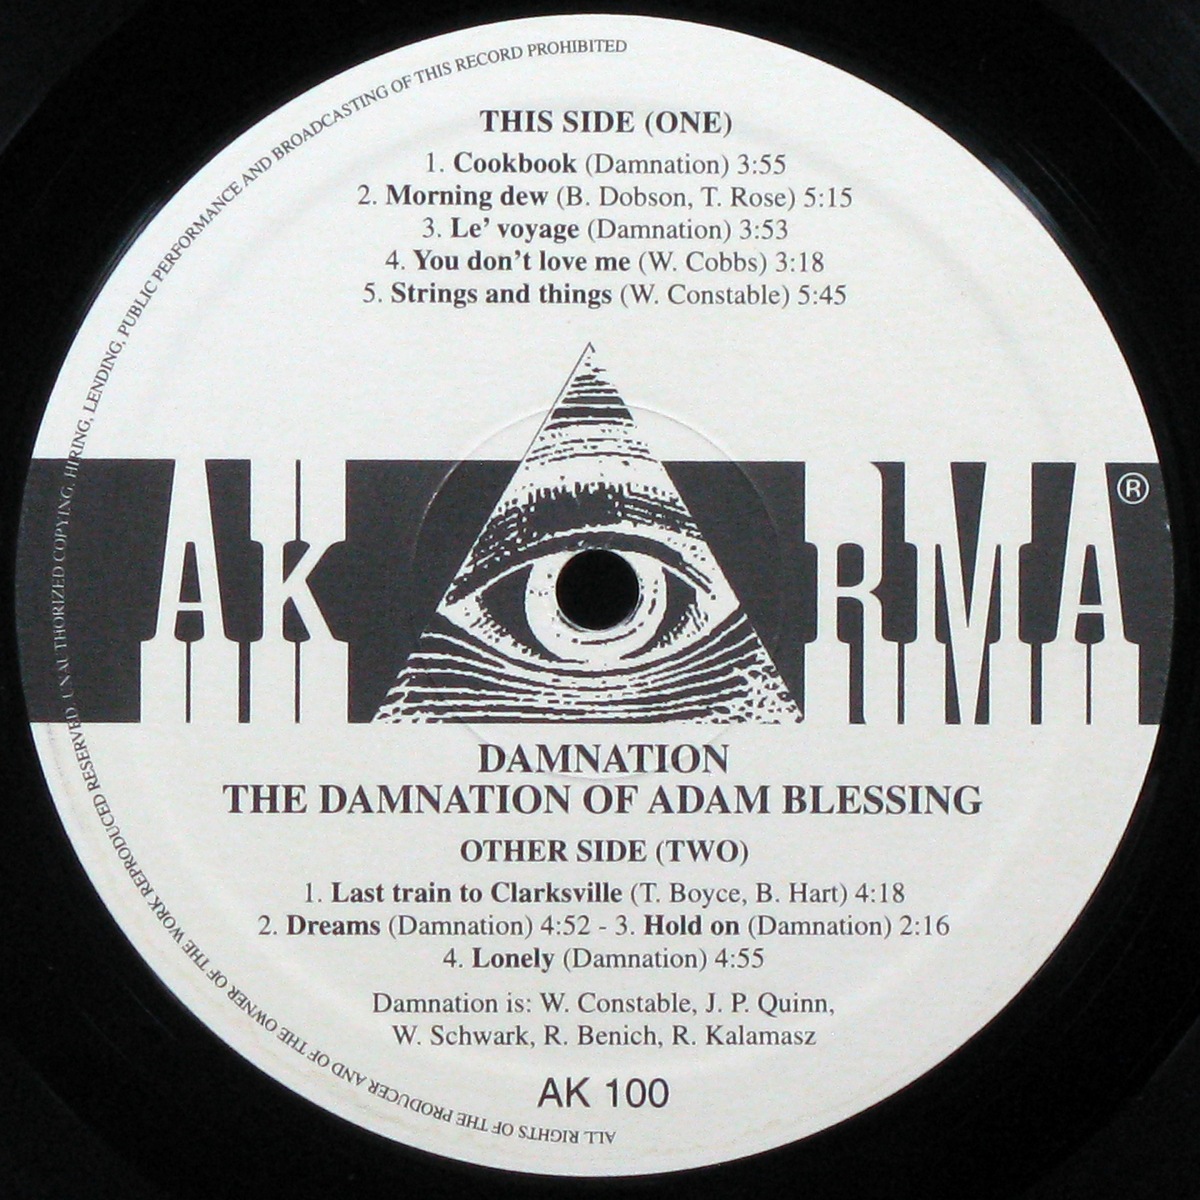 ALL RIGHTS OF THE PRODUCER AND OF THE OWNER OF THE WORK REPRODUCED RESERVED. UNAUTHORIZED COPYING, HIRING, LENDING, PUBLIC PERFORMANCE AND BROADCASTING OF THIS RECORD PROHIBITED
THIS SIDE (ONE)
1. Cookbook (Damnation) 3:55
2. Morning dew (B. Dobson, T. Rose) 5:15
3. Le’ voyage (Damnation) 3:53
4. You don’t love me (W. Cobbs) 3:18
5. Strings and things (W. Constable) 5:45
AK RMA ®
DAMNATION
THE DAMNATION OF ADAM BLESSING
OTHER SIDE (TWO)
1. Last train to Clarksville (T. Boyce, B. Hart) 4:18
2. Dreams (Damnation) 4:52 - 3. Hold on (Damnation) 2:16
4. Lonely (Damnation) 4:55
Damnation is: W. Constable, J. P. Quinn,
W. Schwark, R. Benich, R. Kalamasz
AK 100